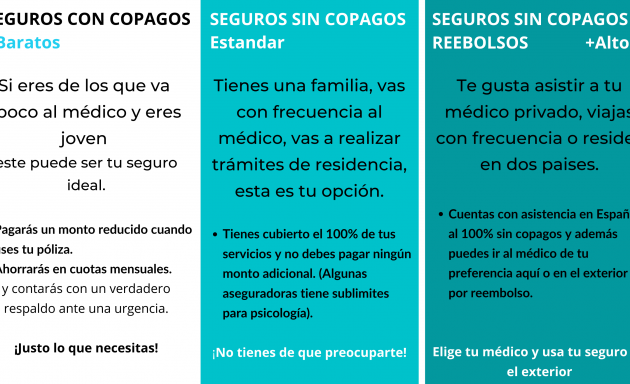 EGUROS CON COPAGOS
Baratos
Si eres de los que va
poco al médico y eres
joven
este puede ser tu seguro
ideal.
Pagarás un monto reducido cuando
uses tu póliza.
Ahorrarás en cuotas mensuales.
y contarás con un verdadero
respaldo ante una urgencia.
¡Justo lo que necesitas!
SEGUROS SIN COPAGOS
Estandar
Tienes una familia, vas
con frecuencia al
médico, vas a realizar
trámites de residencia,
esta es tu opción.
• Tienes cubierto el 100% de tus
servicios y no debes pagar ningún
monto adicional. (Algunas
aseguradoras tiene sublimites
para psicología).
¡No tienes de que preocuparte!
SEGUROS SIN COPAGOS
REEBOLSOS +Alto
Te gusta asistir a tu
médico privado, viajas
con frecuencia o reside
en dos paises.
• Cuentas con asistencia en Españ
al 100% sin copagos y además
puedes ir al médico de tu
preferencia aquí o en el exterior
por reembolso.
Elige tu médico y usa tu seguro
el exterior